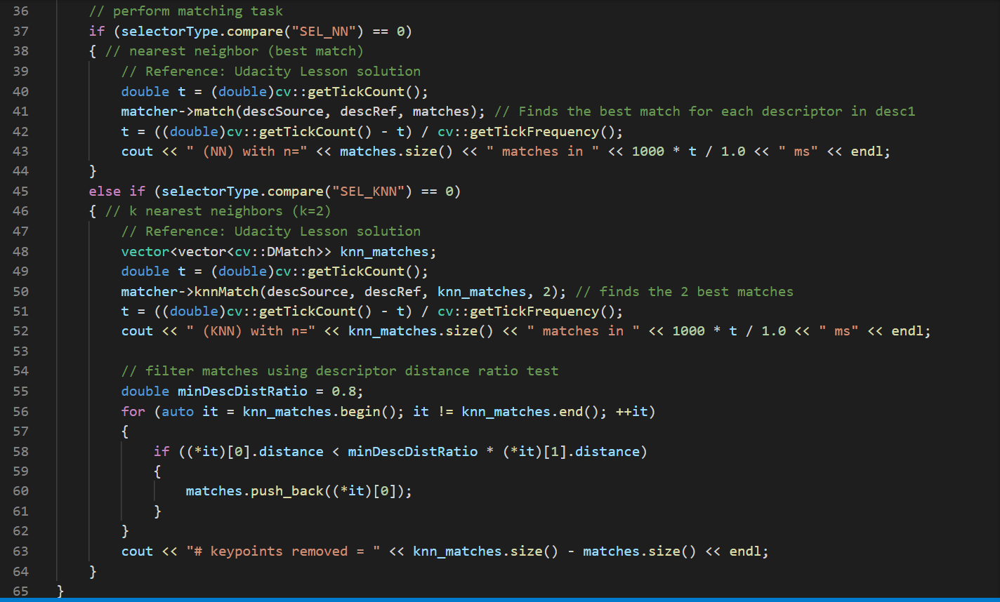 36 // perform matching task
37 if (selectorType.compare("SEL_NN") == 0)
38 { // nearest neighbor (best match)
39 // Reference: Udacity Lesson solution
40 double t = (double)cv::getTickCount();
41 matcher->match(descSource, descRef, matches); // Finds the best match for each descriptor in desc1
42 t = ((double)cv::getTickCount() - t) / cv::getTickFrequency();
43 cout << " (NN) with n=" << matches.size() << " matches in " << 1000 * t / 1.0 << " ms" << endl;
44 }
45 else if (selectorType.compare("SEL_KNN") == 0)
46 { // k nearest neighbors (k=2)
47 // Reference: Udacity Lesson solution
48 vector<vector<cv::DMatch>> knn_matches;
49 double t = (double)cv::getTickCount();
50 matcher->knnMatch(descSource, descRef, knn_matches, 2); // finds the 2 best matches
51 t = ((double)cv::getTickCount() - t) / cv::getTickFrequency();
52 cout << " (KNN) with n=" << knn_matches.size() << " matches in " << 1000 * t / 1.0 << " ms" << endl;
53
54 // filter matches using descriptor distance ratio test
55 double minDescDistRatio = 0.8;
56 for (auto it = knn_matches.begin(); it != knn_matches.end(); ++it)
57 {
58 if ((*it)[0].distance < minDescDistRatio * (*it)[1].distance)
59 {
60 matches.push_back((*it)[0]);
61 }
62 }
63 cout << "# keypoints removed = " << knn_matches.size() - matches.size() << endl;
64 }
65 }